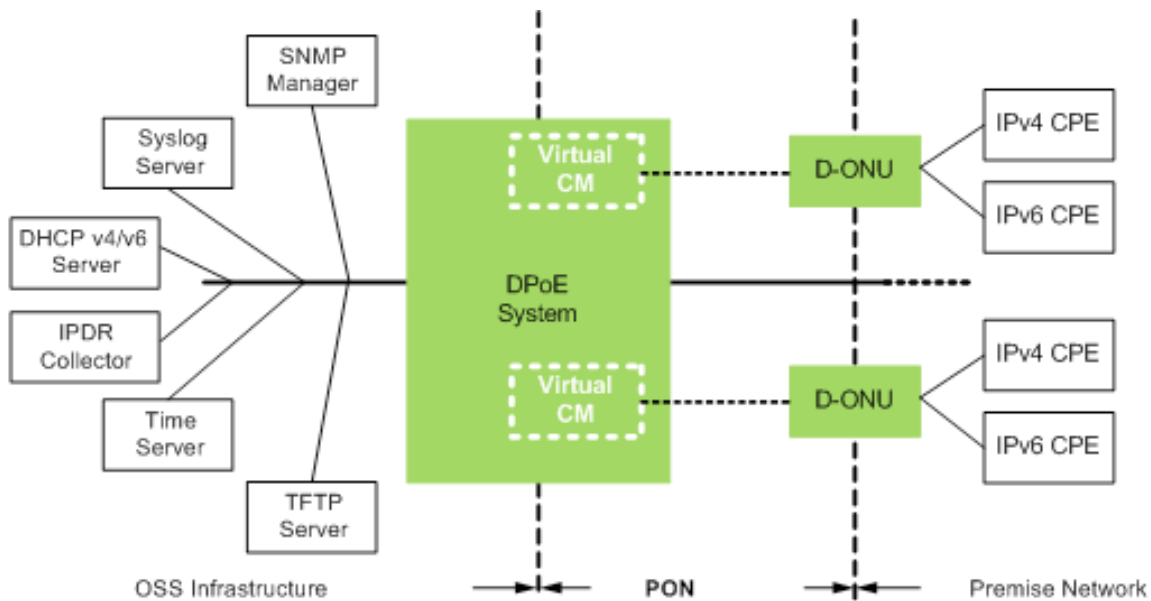 SNMP
Manager
Syslog
Server
DHCP v4/v6
Server
IPDR
Collector
Time
Server
TFTP
Server
Virtual
CM
DPoE
System
Virtual
CM
D-ONU
IPv4 CPE
IPv6 CPE
D-ONU
IPv4 CPE
IPv6 CPE
OSS Infrastructure
PON
Premise Network